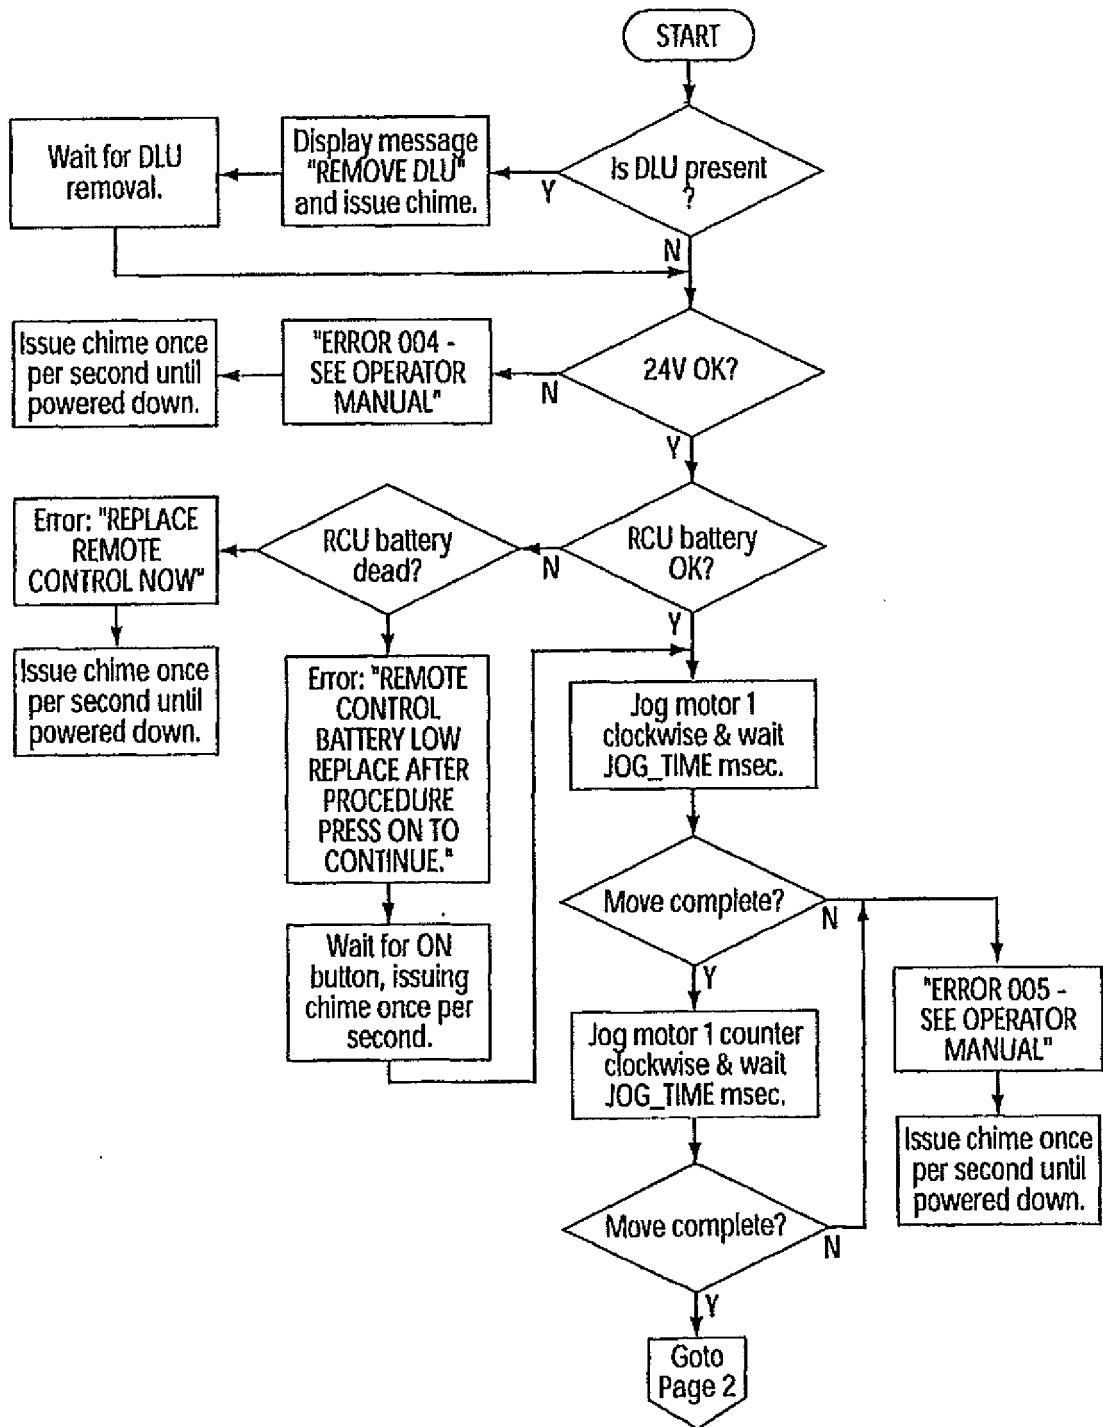 START
Is DLU present
?
Y
N
Display message
"REMOVE DLU"
and issue chime.
Wait for DLU
removal.
24V OK?
N
Y
"ERROR 004 -
SEE OPERATOR
MANUAL"
Issue chime once
per second until
powered down.
RCU battery
OK?
N
Y
RCU battery
dead?
Error: "REPLACE
REMOTE
CONTROL NOW"
Issue chime once
per second until
powered down.
Error: "REMOTE
CONTROL
BATTERY LOW
REPLACE AFTER
PROCEDURE
PRESS ON TO
CONTINUE."
Wait for ON
button, issuing
chime once per
second.
Jog motor 1
clockwise & wait
JOG_TIME msec.
Move complete?
N
Y
Jog motor 1 counter
clockwise & wait
JOG_TIME msec.
Move complete?
N
Y
"ERROR 005 -
SEE OPERATOR
MANUAL"
Issue chime once
per second until
powered down.
Goto
Page 2